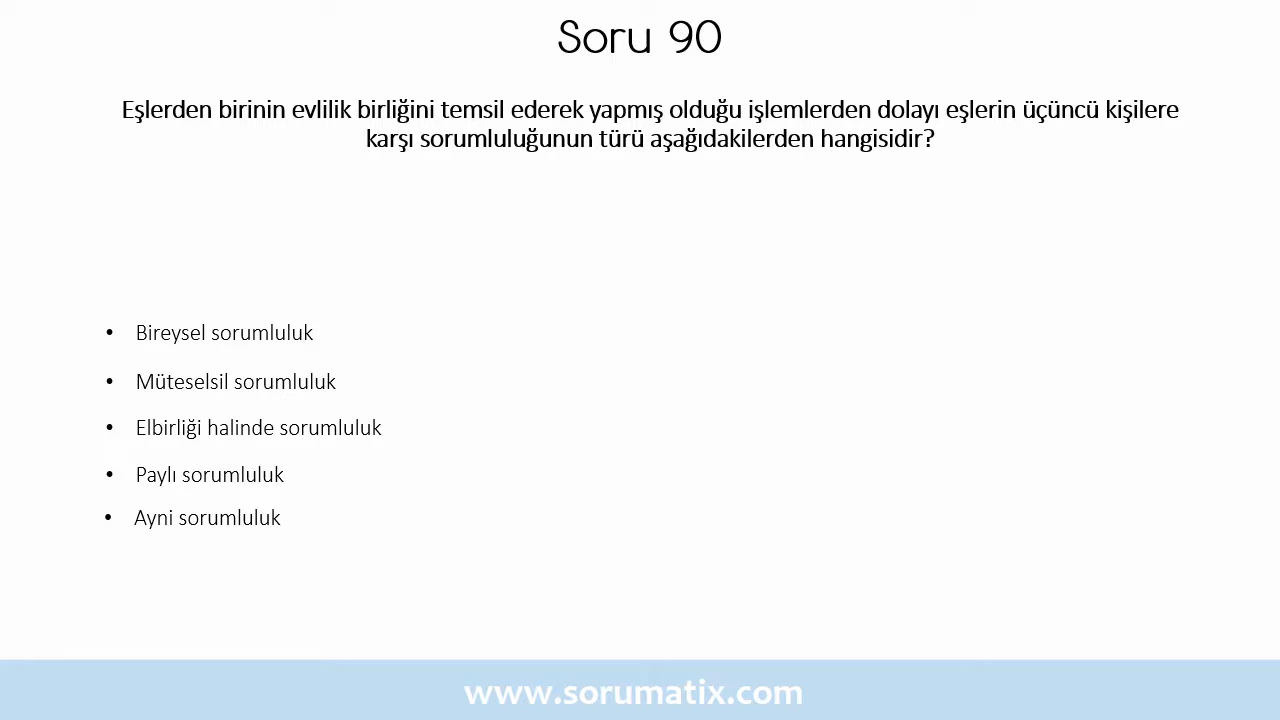 Soru 90
Eşlerden birinin evlilik birliğini temsil ederek yapmış olduğu işlemlerden dolayı eşlerin üçüncü kişilere
karşı sorumluluğunun türü aşağıdakilerden hangisidir?
• Bireysel sorumluluk
• Müteselsil sorumluluk
• Elbirliği halinde sorumluluk
• Paylı sorumluluk
• Ayni sorumluluk
www.sorumatix.com